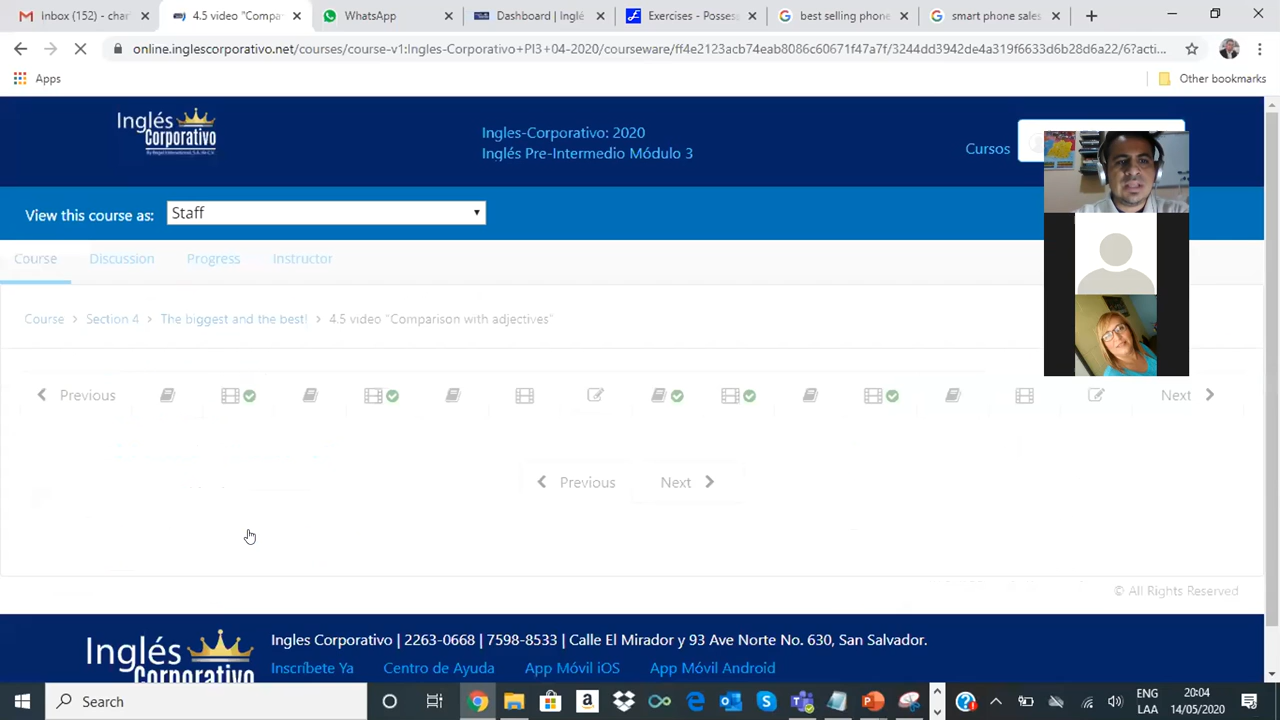 Inbox (152) - char
4.5 video "Compa
WhatsApp
Dashboard | Inglé
Exercises - Possess
best selling phone
smart phone sales
online.inglescorporativo.net/courses/course-v1:Ingles-Corporativo+PI3+04-2020/courseware/ff4e2123acb74eab8086c60671f47a7f/3244dd3942de4a319f6633d6b28d6a22/6?acti...
Apps
Other bookmarks
Inglés
Corporativo
Ingles-Corporativo: 2020
Inglés Pre-Intermedio Módulo 3
Cursos
View this course as:
Staff
Course
Discussion
Progress
Instructor
Course > Section 4 > The biggest and the best! > 4.5 video "Comparison with adjectives"
Previous
Next
Previous
Next
© All Rights Reserved
Inglés
Corporativo
Ingles Corporativo | 2263-0668 | 7598-8533 | Calle El Mirador y 93 Ave Norte No. 630, San Salvador.
Inscríbete Ya
Centro de Ayuda
App Móvil iOS
App Móvil Android
Search
ENG
LAA
20:04
14/05/2020